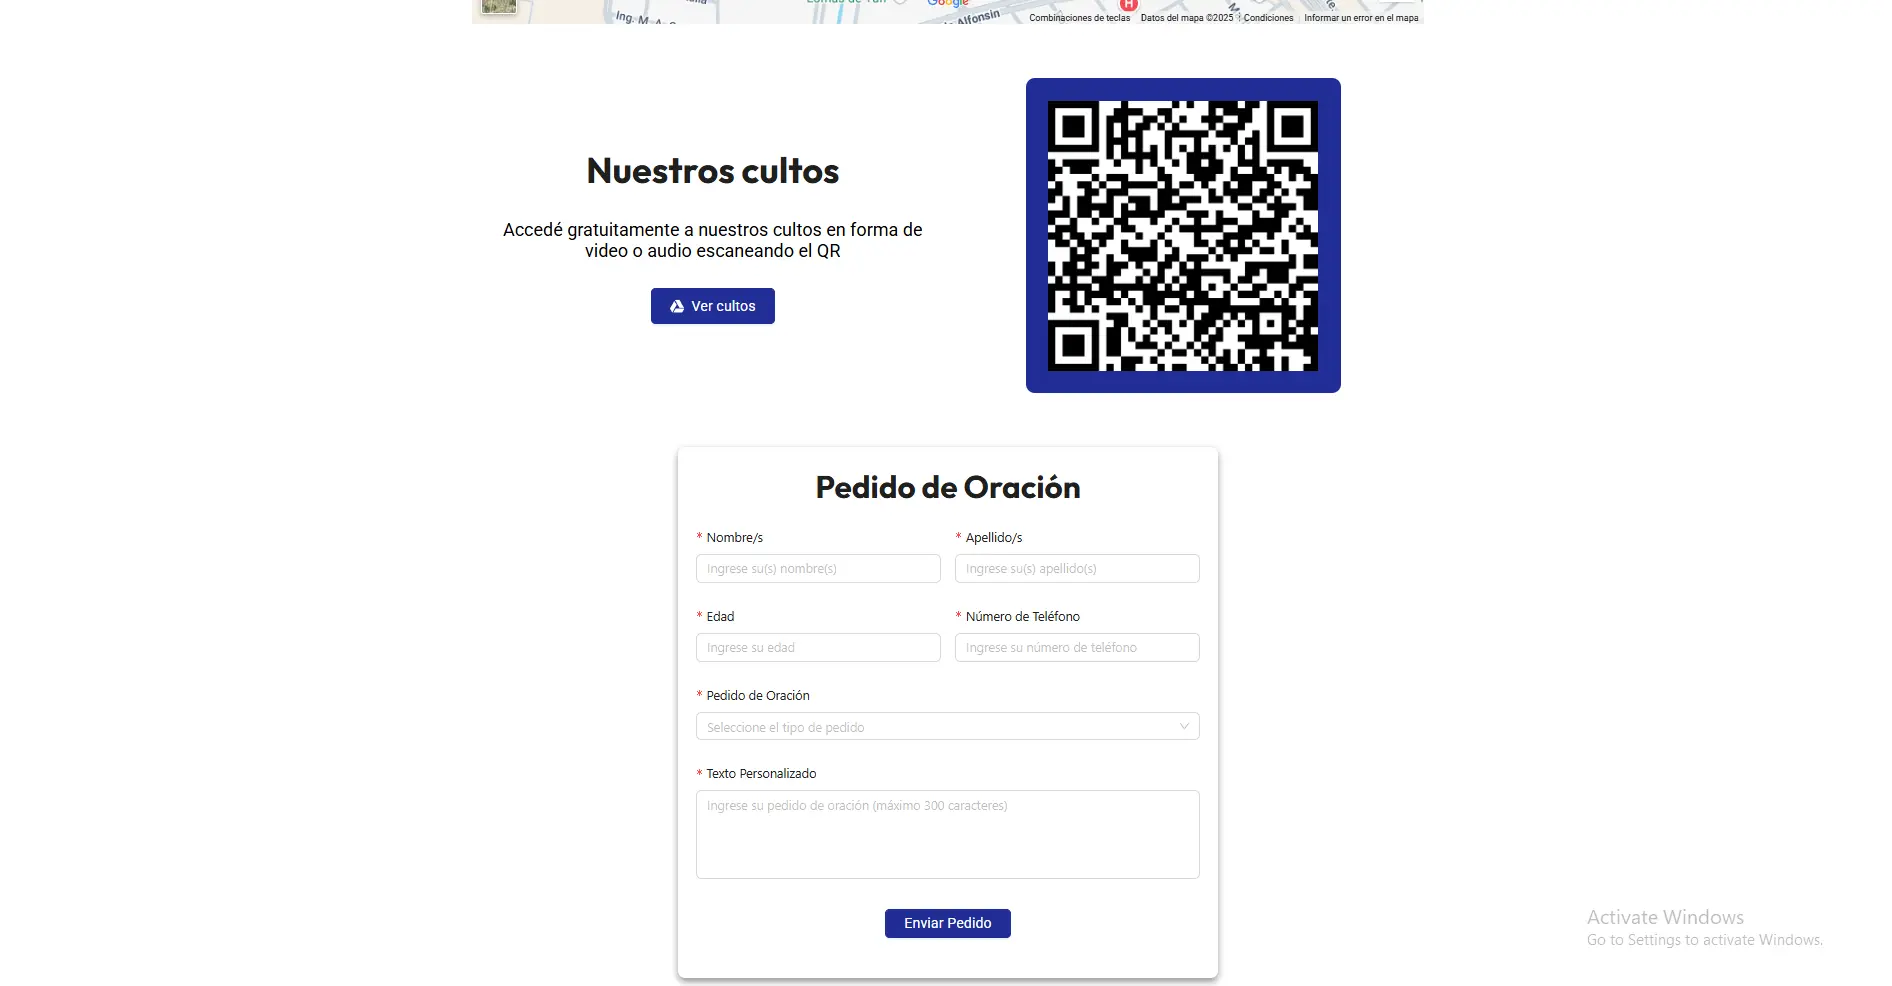 Ing. M. A.
Google
Alfonsin
H
Combinaciones de teclas
Datos del mapa ©2025
Condiciones
Informar un error en el mapa
Nuestros cultos
Accedé gratuitamente a nuestros cultos en forma de
video o audio escaneando el QR
Ver cultos
Pedido de Oración
* Nombre/s
* Apellido/s
Ingrese su(s) nombre(s)
Ingrese su(s) apellido(s)
* Edad
* Número de Teléfono
Ingrese su edad
Ingrese su número de teléfono
* Pedido de Oración
Seleccione el tipo de pedido
* Texto Personalizado
Ingrese su pedido de oración (máximo 300 caracteres)
Enviar Pedido
Activate Windows
Go to Settings to activate Windows.